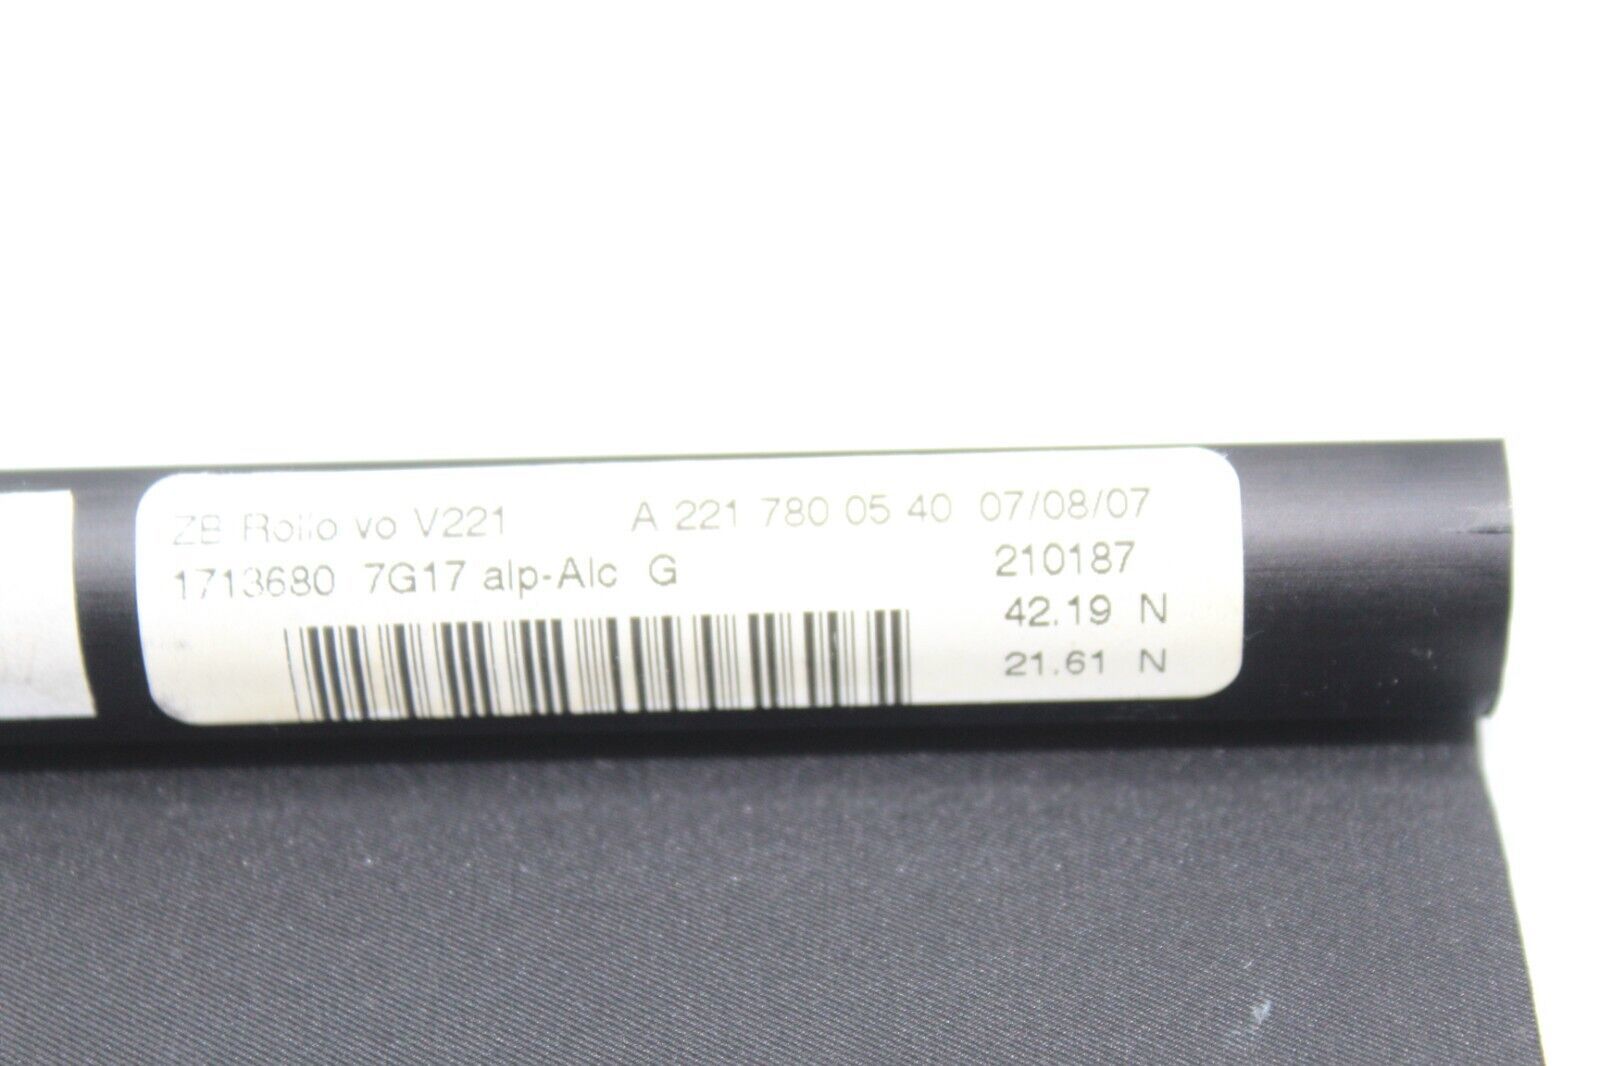 ZB Rollo vo V221 A 221 780 05 40 07/08/07
1713680 7G17 alp-Alc G 210187
42.19 N
21.61 N